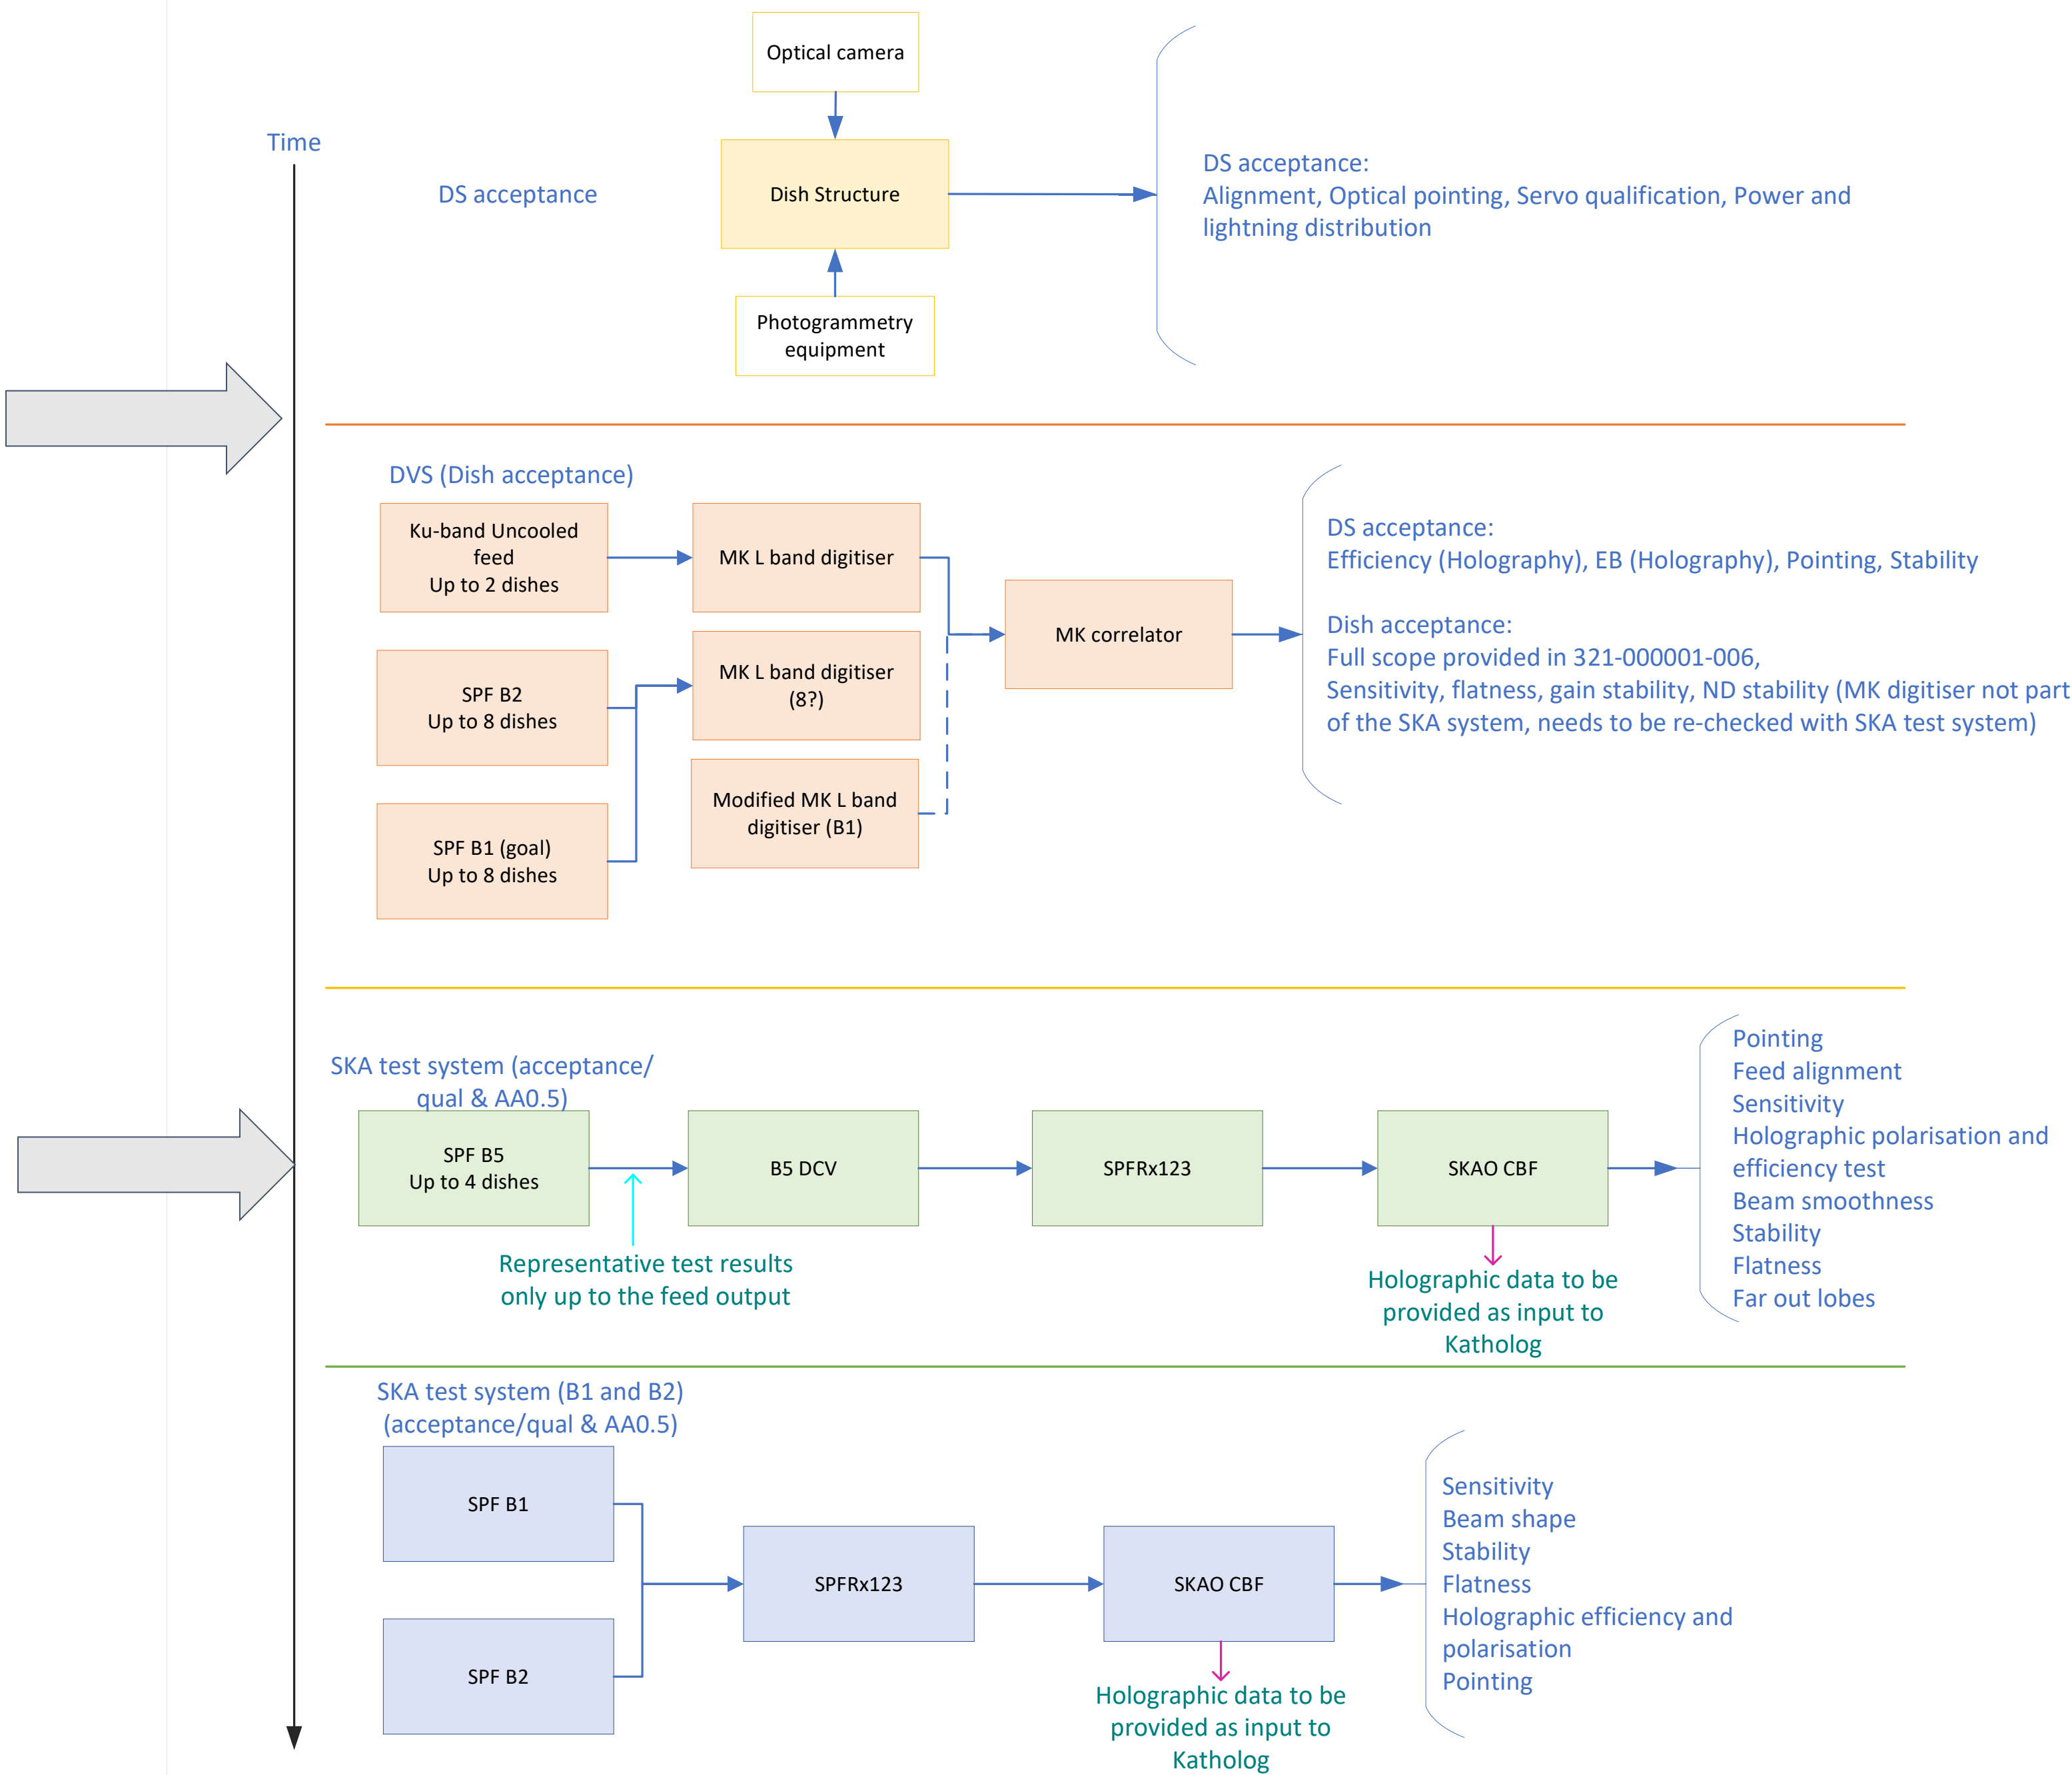 Optical camera
Time
DS acceptance
Dish Structure
DS acceptance:
Alignment, Optical pointing, Servo qualification, Power and
lightning distribution
Photogrammetry
equipment
DVS (Dish acceptance)
Ku-band Uncooled
feed
Up to 2 dishes
MK L band digitiser
SPF B2
Up to 8 dishes
MK L band digitiser
(8?)
SPF B1 (goal)
Up to 8 dishes
Modified MK L band
digitiser (B1)
MK correlator
DS acceptance:
Efficiency (Holography), EB (Holography), Pointing, Stability
Dish acceptance:
Full scope provided in 321-000001-006,
Sensitivity, flatness, gain stability, ND stability (MK digitiser not part
of the SKA system, needs to be re-checked with SKA test system)
SKA test system (acceptance/
qual & AA0.5)
SPF B5
Up to 4 dishes
B5 DCV
SPFRx123
SKAO CBF
Representative test results
only up to the feed output
Holographic data to be
provided as input to
Katholog
Pointing
Feed alignment
Sensitivity
Holographic polarisation and
efficiency test
Beam smoothness
Stability
Flatness
Far out lobes
SKA test system (B1 and B2)
(acceptance/qual & AA0.5)
SPF B1
SPF B2
SPFRx123
SKAO CBF
Holographic data to be
provided as input to
Katholog
Sensitivity
Beam shape
Stability
Flatness
Holographic efficiency and
polarisation
Pointing